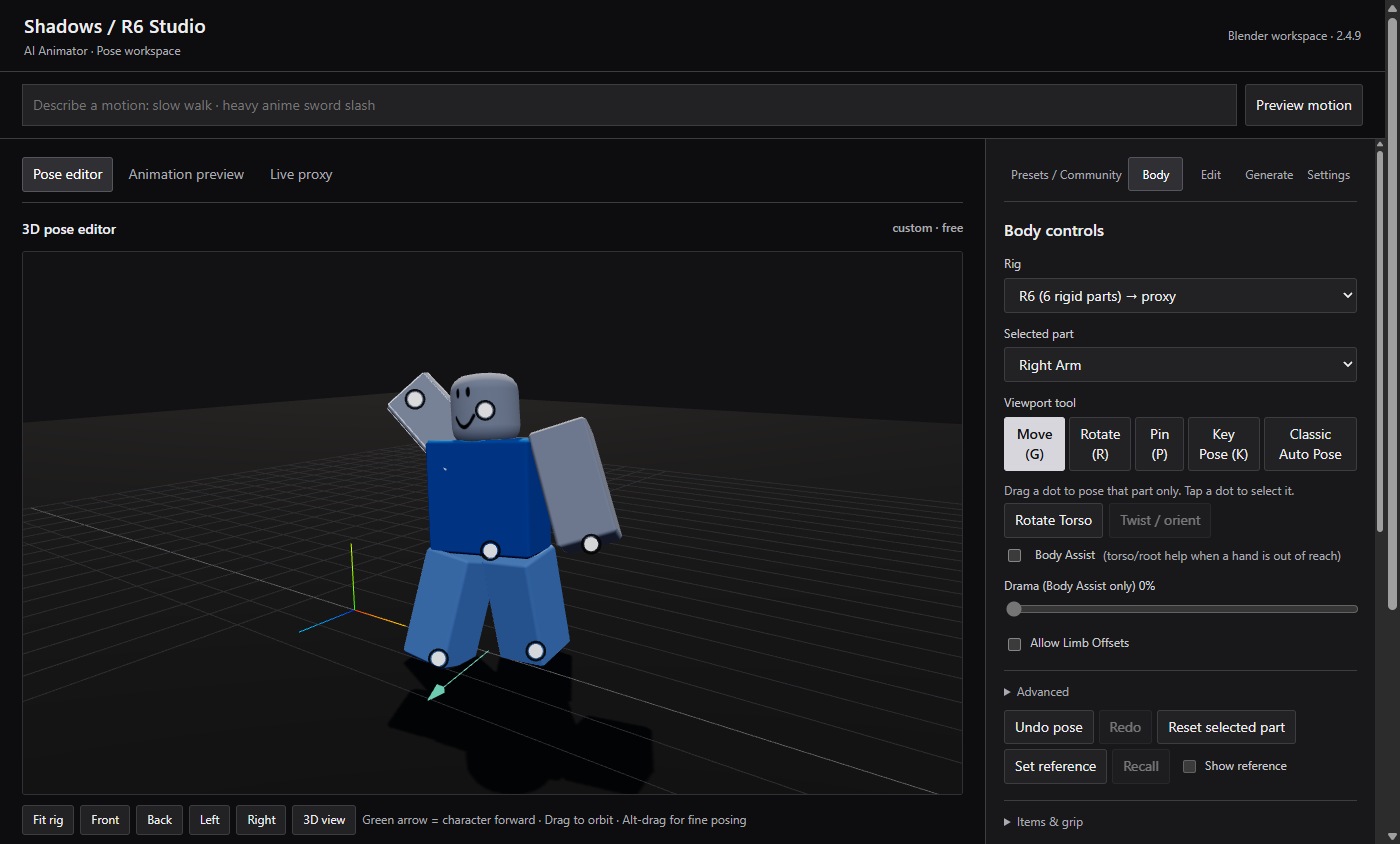 Shadows / R6 Studio
AI Animator · Pose workspace
Blender workspace · 2.4.9
Describe a motion: slow walk · heavy anime sword slash
Preview motion
Pose editor
Animation preview
Live proxy
3D pose editor
custom · free
Fit rig
Front
Back
Left
Right
3D view
Green arrow = character forward · Drag to orbit · Alt-drag for fine posing
Presets / Community
Body
Edit
Generate
Settings
Body controls
Rig
R6 (6 rigid parts) → proxy
Selected part
Right Arm
Viewport tool
Move
(G)
Rotate
(R)
Pin
(P)
Key
Pose (K)
Classic
Auto Pose
Drag a dot to pose that part only. Tap a dot to select it.
Rotate Torso
Twist / orient
Body Assist (torso/root help when a hand is out of reach)
Drama (Body Assist only) 0%
Allow Limb Offsets
Advanced
Undo pose
Redo
Reset selected part
Set reference
Recall
Show reference
Items & grip